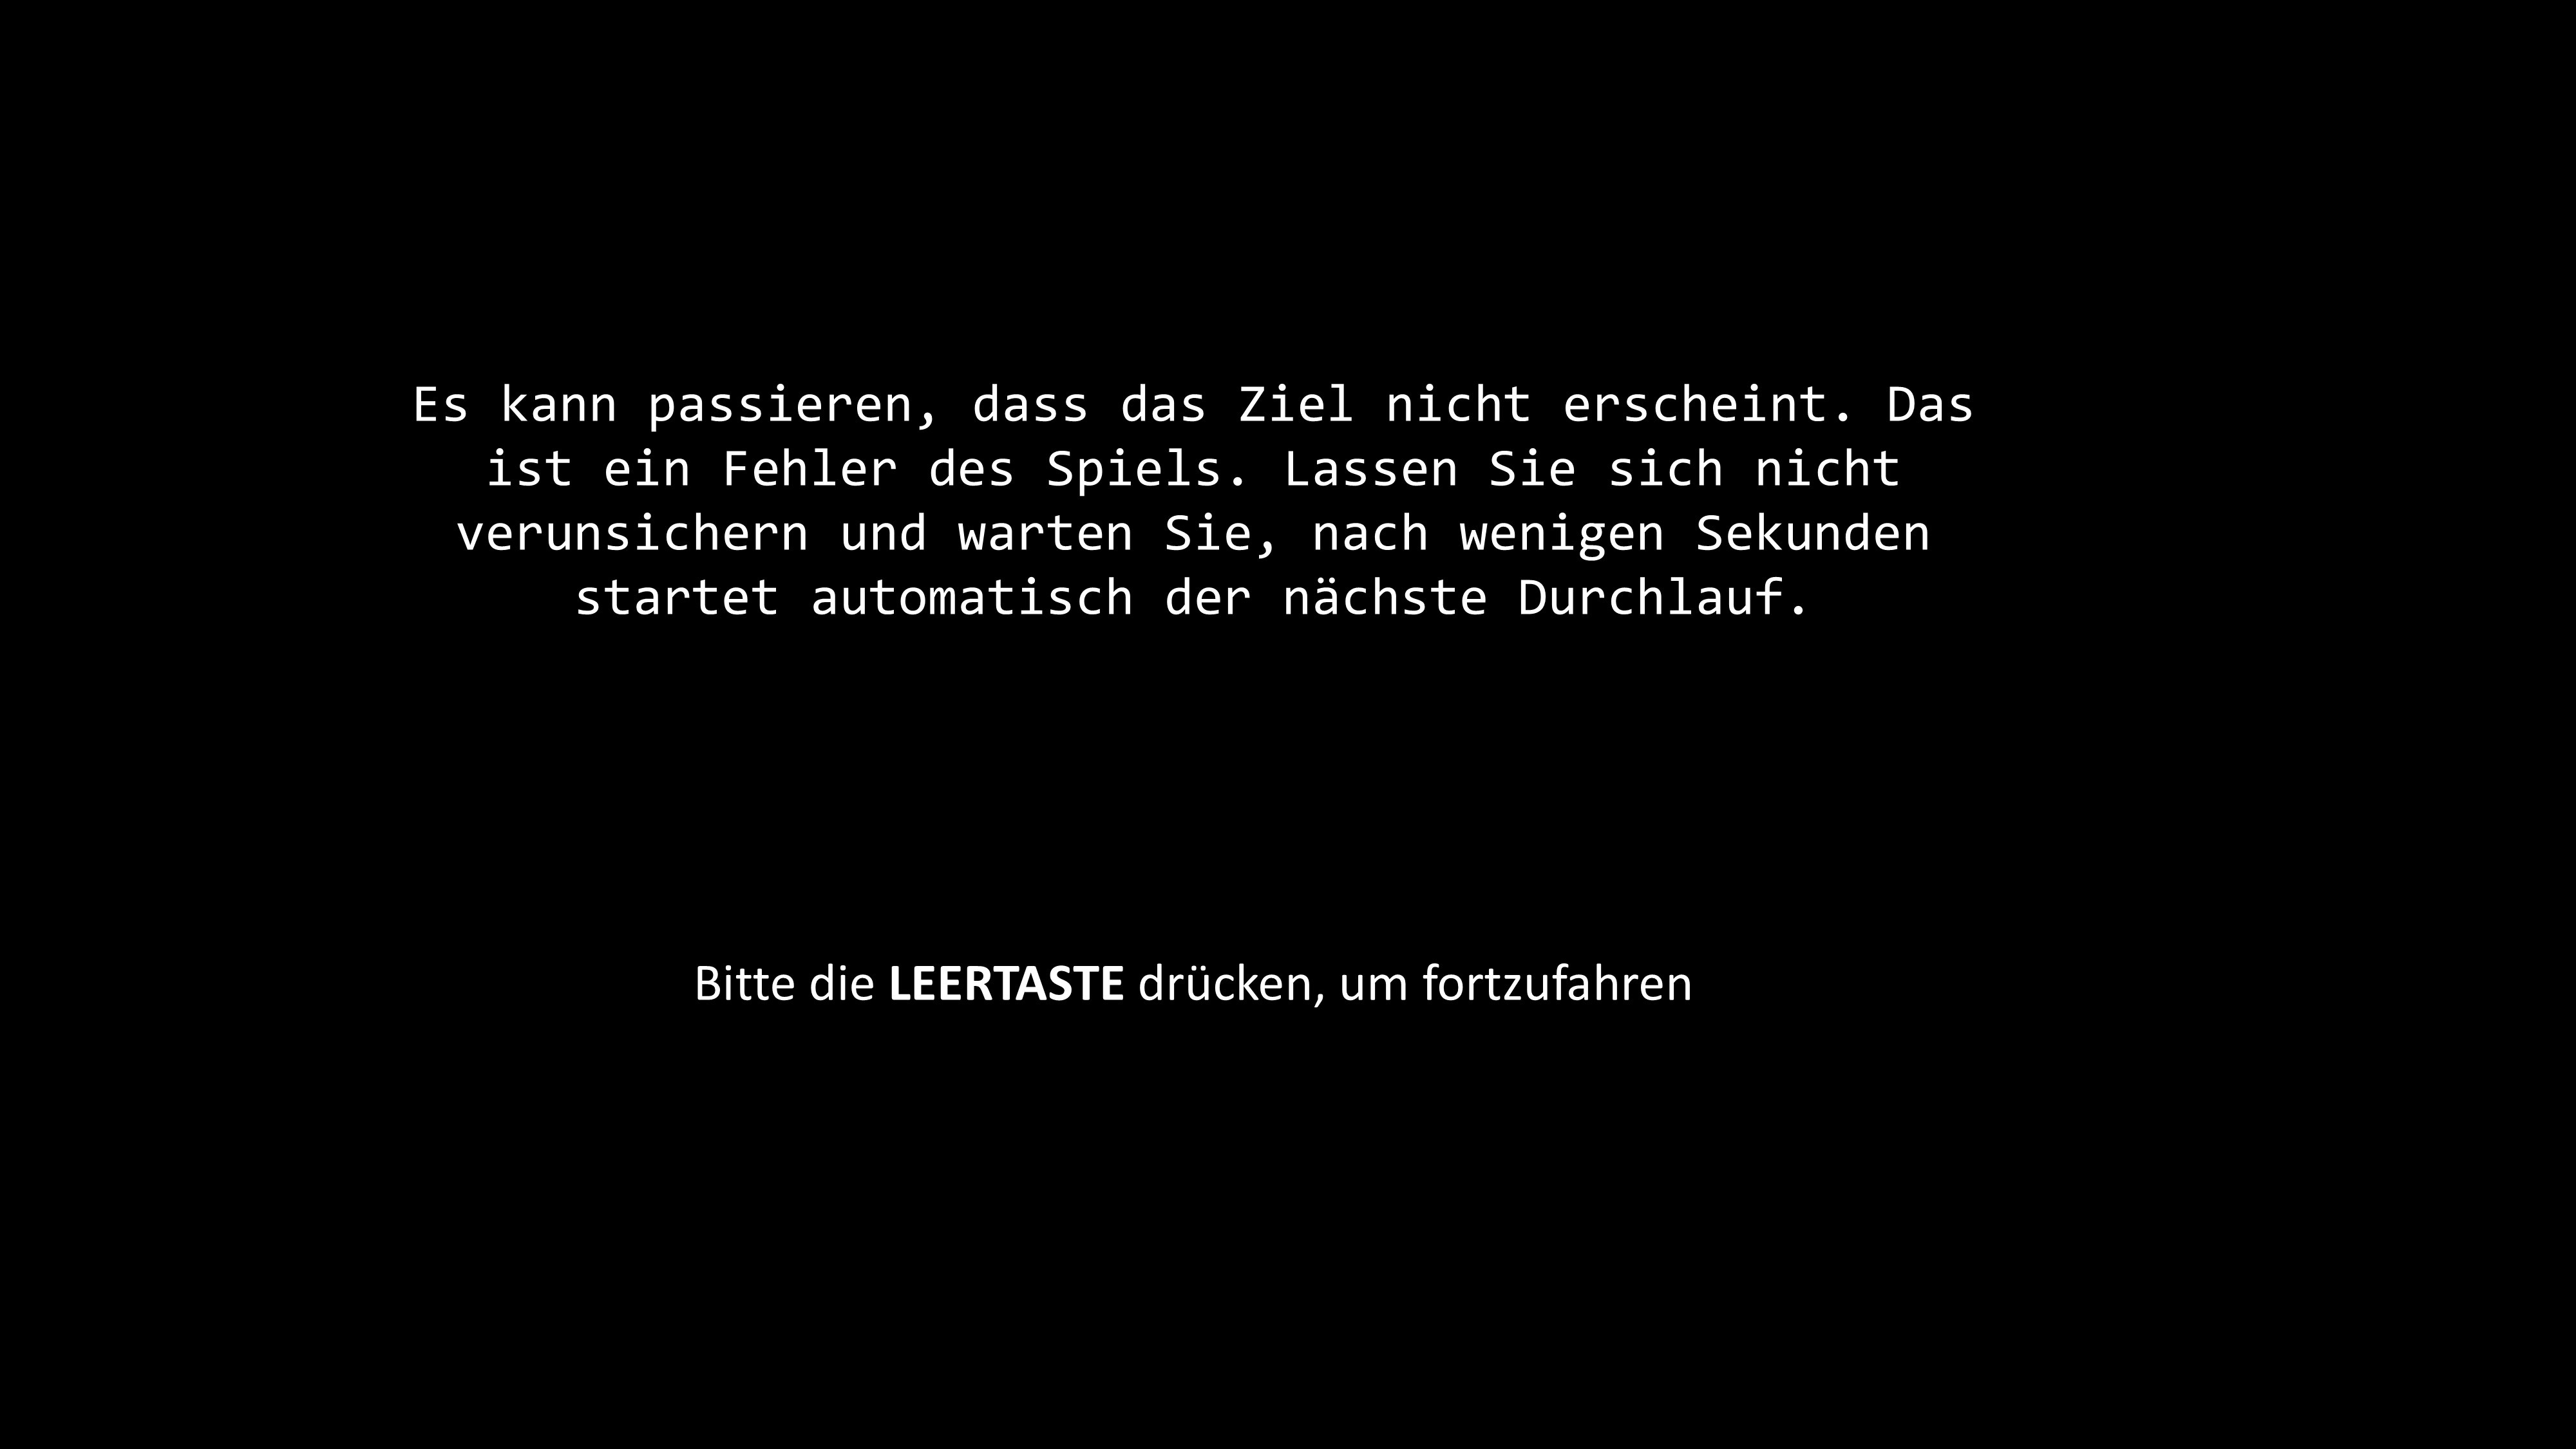 Es kann passieren, dass das Ziel nicht erscheint. Das
ist ein Fehler des Spiels. Lassen Sie sich nicht
verunsichern und warten Sie, nach wenigen Sekunden
startet automatisch der nächste Durchlauf.
Bitte die LEERTASTE drücken, um fortzufahren